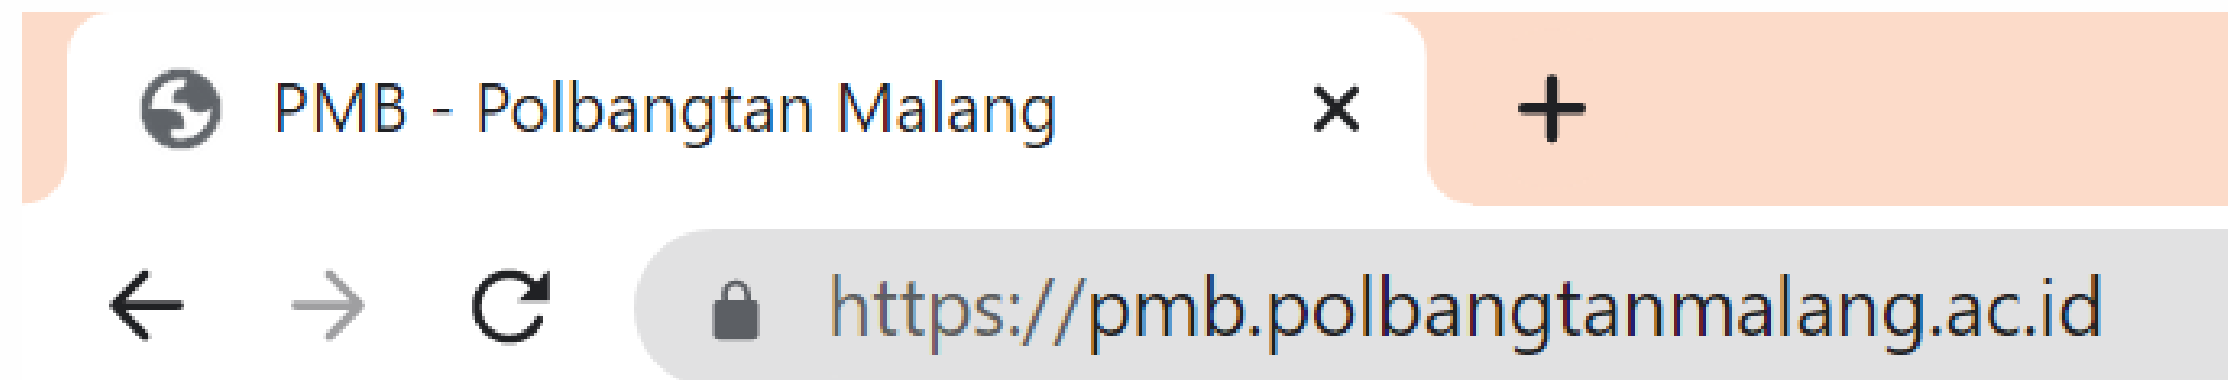 PMB - Polbangtan Malang
https://pmb.polbangtanmalang.ac.id